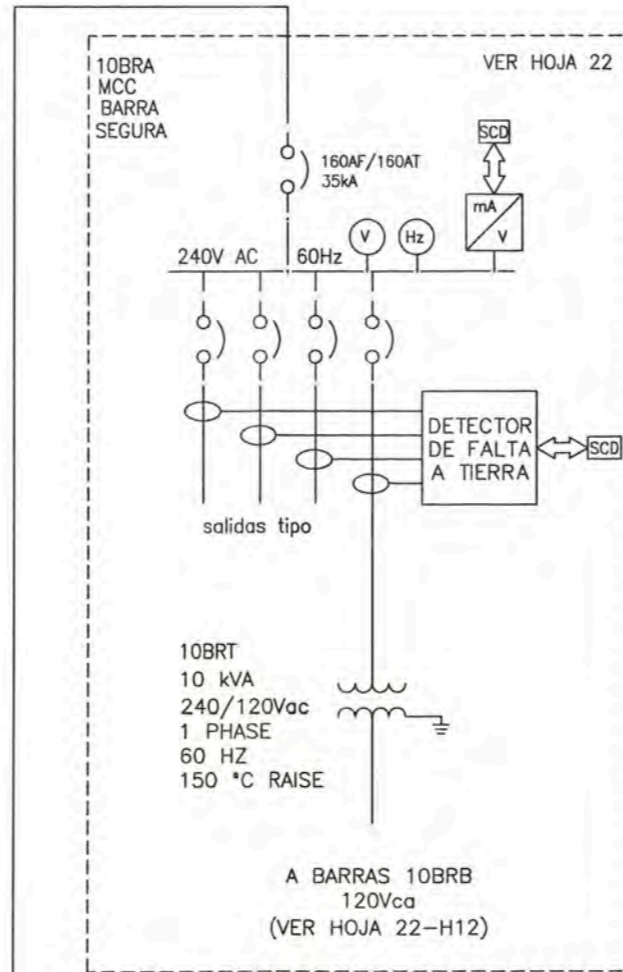 10BRA
MCC
BARRA
SEGURA
VER HOJA 22
SCD
160AF/160AT
35kA
mA
V
V
Hz
240V AC
60Hz
DETECTOR
DE FALTA
A TIERRA
SCD
salidas tipo
10BRT
10 kVA
240/120Vac
1 PHASE
60 HZ
150 °C RAISE
A BARRAS 10BRB
120Vca
(VER HOJA 22-H12)